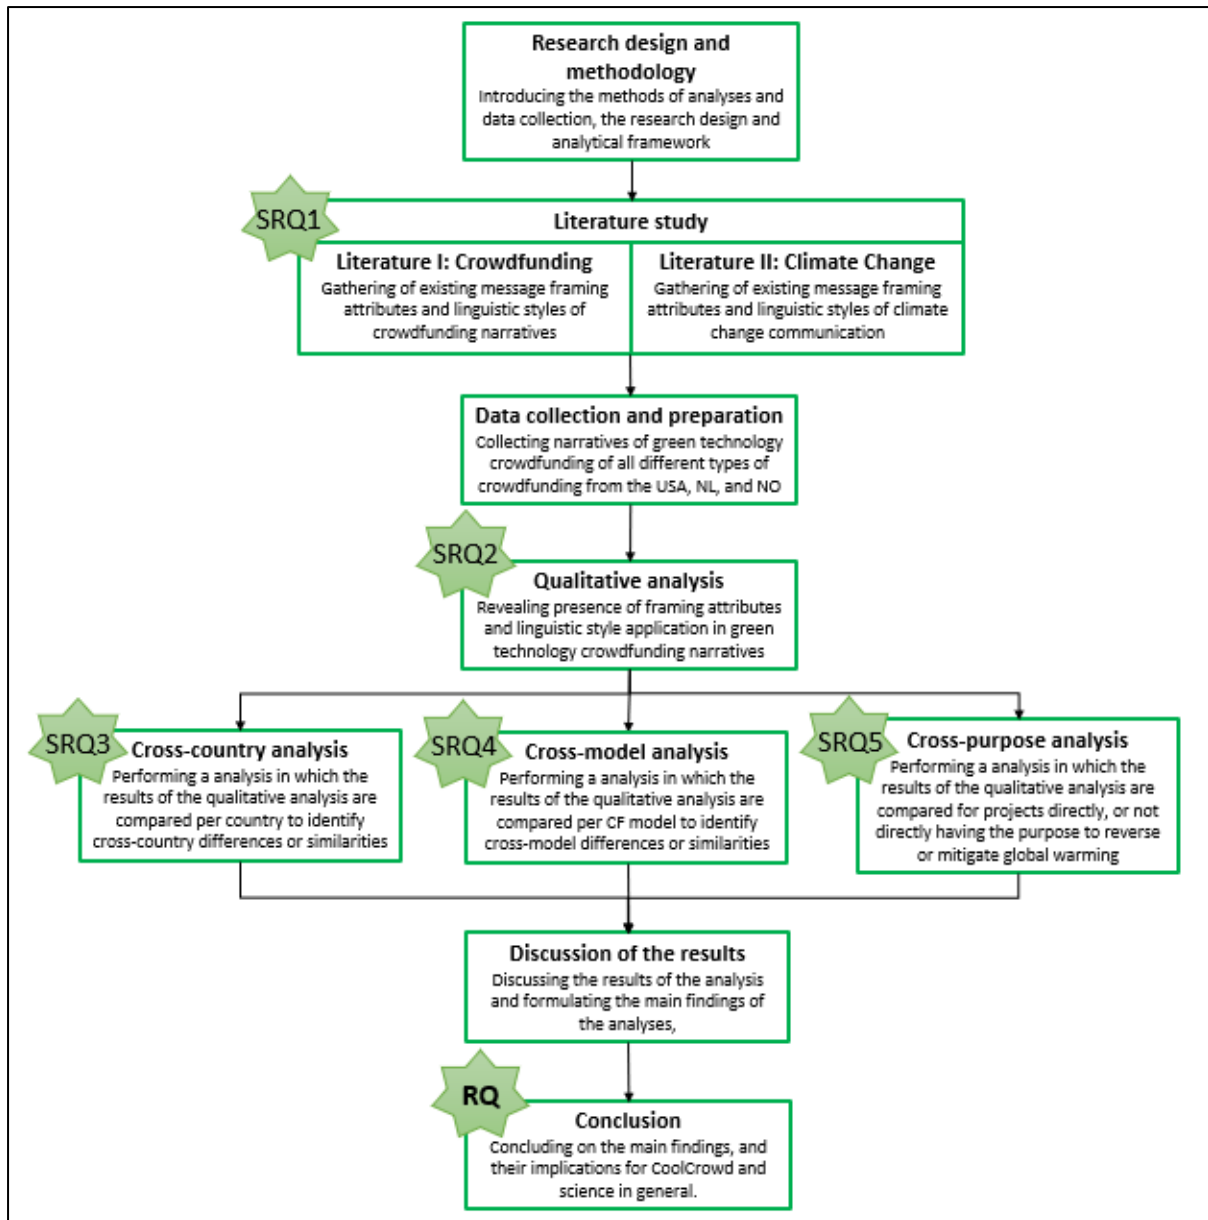 Research design and
methodology
Introducing the methods of analyses and
data collection, the research design and
analytical framework
SRQ1
Literature study
Literature I: Crowdfunding
Gathering of existing message framing
attributes and linguistic styles of
crowdfunding narratives
Literature II: Climate Change
Gathering of existing message framing
attributes and linguistic styles of climate
change communication
Data collection and preparation
Collecting narratives of green technology
crowdfunding of all different types of
crowdfunding from the USA, NL, and NO
SRQ2
Qualitative analysis
Revealing presence of framing attributes
and linguistic style application in green
technology crowdfunding narratives
SRQ3
Cross-country analysis
Performing a analysis in which the
results of the qualitative analysis are
compared per country to identify
cross-country differences or similarities
SRQ4
Cross-model analysis
Performing a analysis in which the
results of the qualitative analysis are
compared per CF model to identify
cross-model differences or similarities
SRQ5
Cross-purpose analysis
Performing a analysis in which the
results of the qualitative analysis are
compared for projects directly, or not
directly having the purpose to reverse
or mitigate global warming
Discussion of the results
Discussing the results of the analysis
and formulating the main findings of
the analyses,
RQ
Conclusion
Concluding on the main findings, and
their implications for CoolCrowd and
science in general.